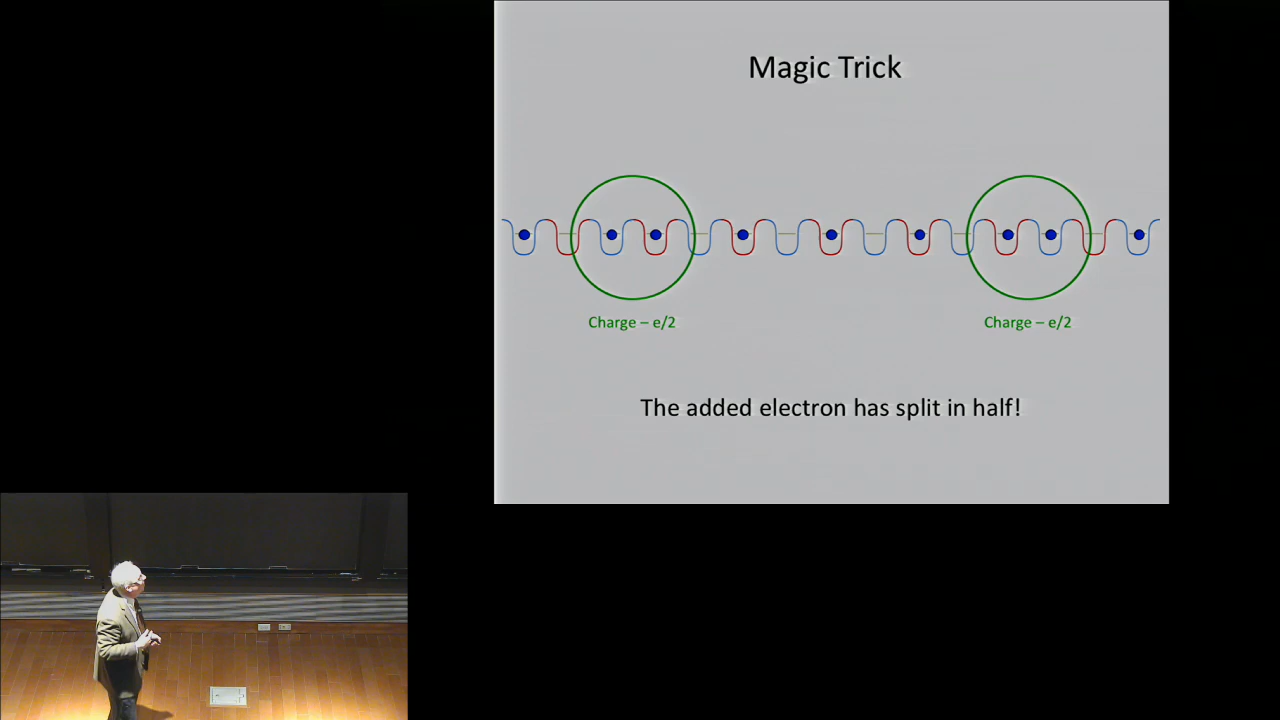 Magic Trick
Charge – e/2
Charge – e/2
The added electron has split in half!